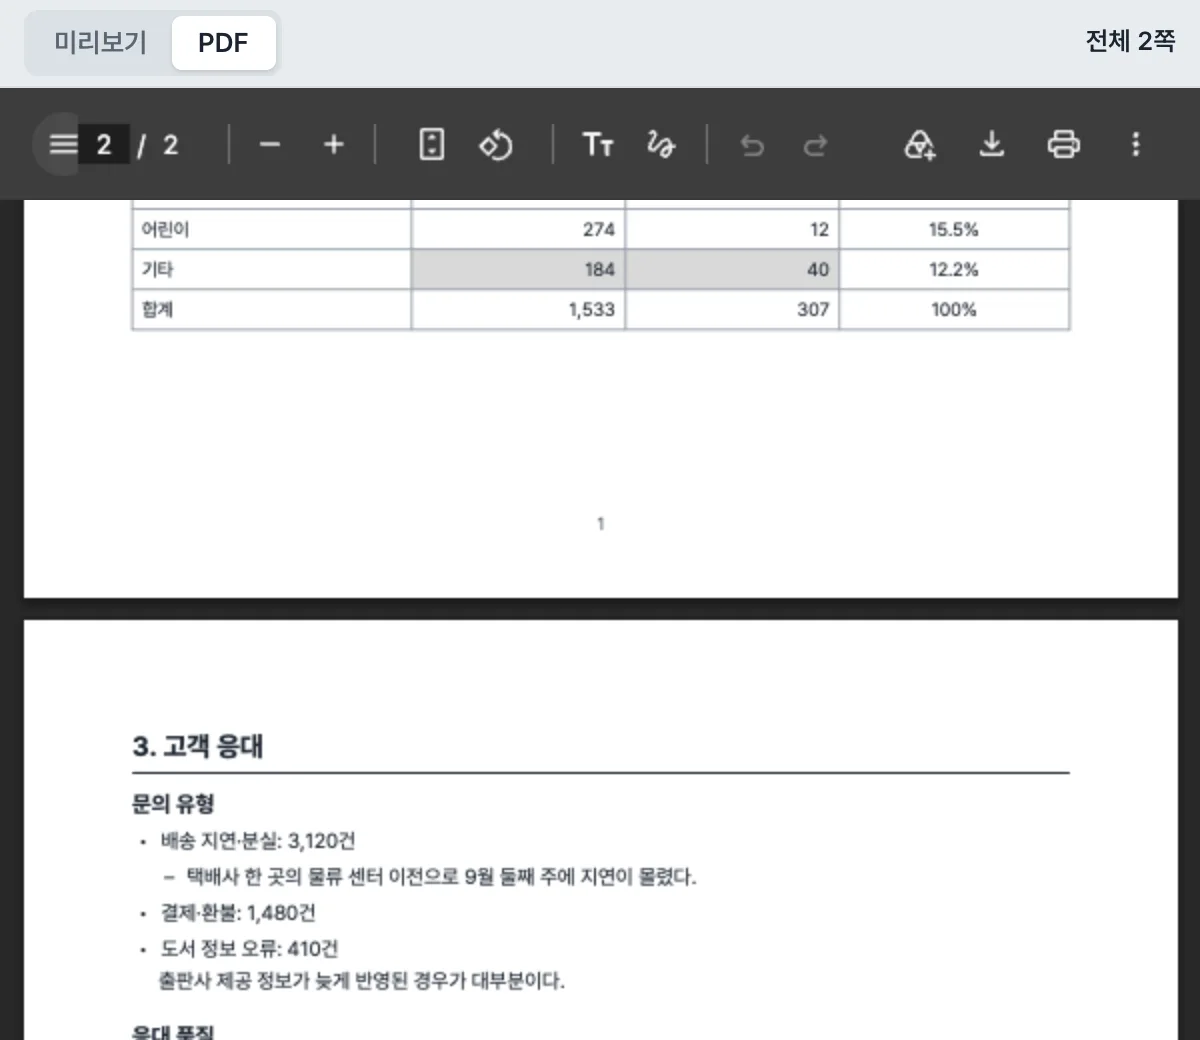 미리보기 PDF 전체 2쪽
2 / 2
어린이 274 12 15.5%
기타 184 40 12.2%
합계 1,533 307 100%
1
3. 고객 응대
문의 유형
• 배송 지연·분실: 3,120건
– 택배사 한 곳의 물류 센터 이전으로 9월 둘째 주에 지연이 몰렸다.
• 결제·환불: 1,480건
• 도서 정보 오류: 410건
출판사 제공 정보가 늦게 반영된 경우가 대부분이다.
응대 품질